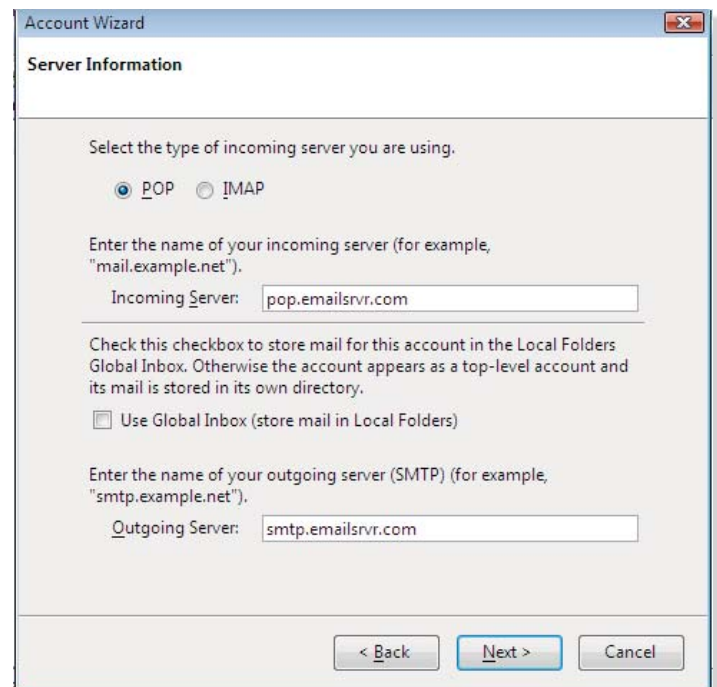 Account Wizard
Server Information
Select the type of incoming server you are using.
POP IMAP
Enter the name of your incoming server (for example,
"mail.example.net").
Incoming Server: pop.emailsrvr.com
Check this checkbox to store mail for this account in the Local Folders
Global Inbox. Otherwise the account appears as a top-level account and
its mail is stored in its own directory.
Use Global Inbox (store mail in Local Folders)
Enter the name of your outgoing server (SMTP) (for example,
"smtp.example.net").
Outgoing Server: smtp.emailsrvr.com
< Back Next > Cancel